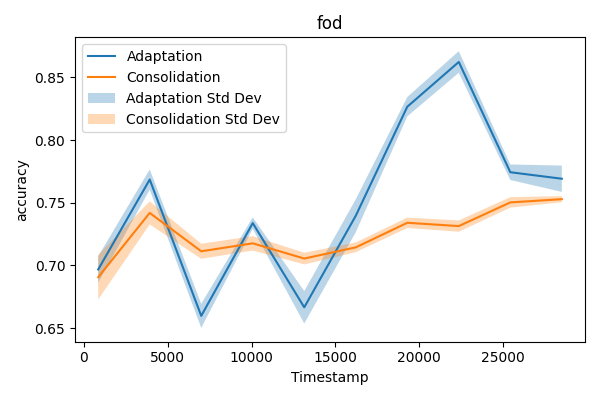 fod
Adaptation
Consolidation
Adaptation Std Dev
Consolidation Std Dev
accuracy
0.85
0.80
0.75
0.70
0.65
0 5000 10000 15000 20000 25000
Timestamp